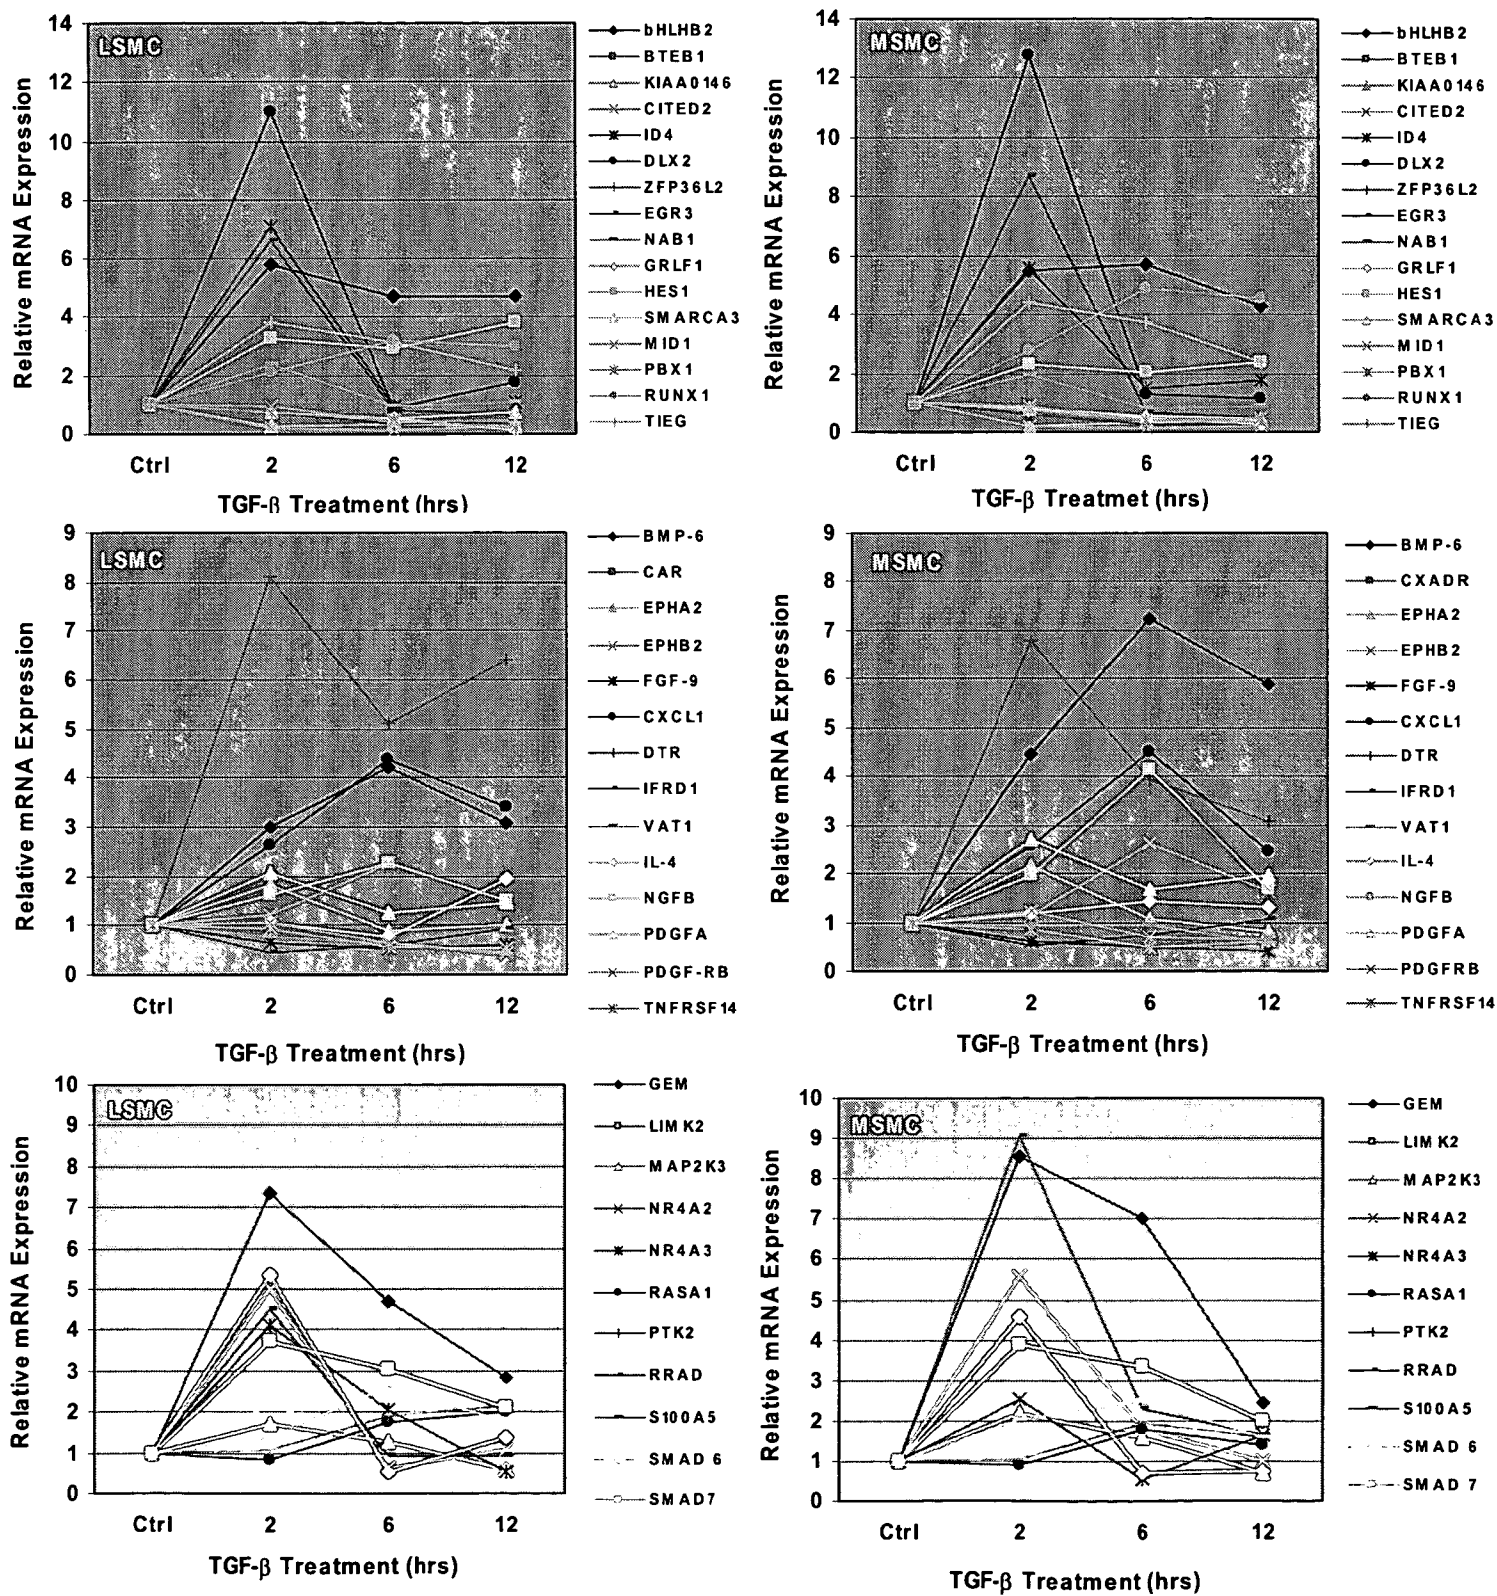 LSMC
Relative mRNA Expression
14
12
10
8
6
4
2
0
Ctrl 2 6 12
TGF-β Treatment (hrs)
bHLHB2
BTEB1
KIAA0146
CITED2
ID4
DLX2
ZFP36L2
EGR3
NAB1
GRLF1
HES1
SMARCA3
MID1
PBX1
RUNX1
TIEG
MSMC
Relative mRNA Expression
14
12
10
8
6
4
2
0
Ctrl 2 6 12
TGF-β Treatmet (hrs)
bHLHB2
BTEB1
KIAA0146
CITED2
ID4
DLX2
ZFP36L2
EGR3
NAB1
GRLF1
HES1
SMARCA3
MID1
PBX1
RUNX1
TIEG
LSMC
Relative mRNA Expression
9
8
7
6
5
4
3
2
1
0
Ctrl 2 6 12
TGF-β Treatment (hrs)
BMP-6
CAR
EPHA2
EPHB2
FGF-9
CXCL1
DTR
IFRD1
VAT1
IL-4
NGFB
PDGFA
PDGF-RB
TNFRSF14
MSMC
Relative mRNA Expression
9
8
7
6
5
4
3
2
1
0
Ctrl 2 6 12
TGF-β Treatment (hrs)
BMP-6
CXADR
EPHA2
EPHB2
FGF-9
CXCL1
DTR
IFRD1
VAT1
IL-4
NGFB
PDGFA
PDGFRB
TNFRSF14
LSMC
Relative mRNA Expression
10
9
8
7
6
5
4
3
2
1
0
Ctrl 2 6 12
TGF-β Treatment (hrs)
GEM
LIMK2
MAP2K3
NR4A2
NR4A3
RASA1
PTK2
RRAD
S100A5
SMAD 6
SMAD7
MSMC
Relative mRNA Expression
10
9
8
7
6
5
4
3
2
1
0
Ctrl 2 6 12
TGF-β Treatment (hrs)
GEM
LIMK2
MAP2K3
NR4A2
NR4A3
RASA1
PTK2
RRAD
S100A5
SMAD 6
SMAD 7